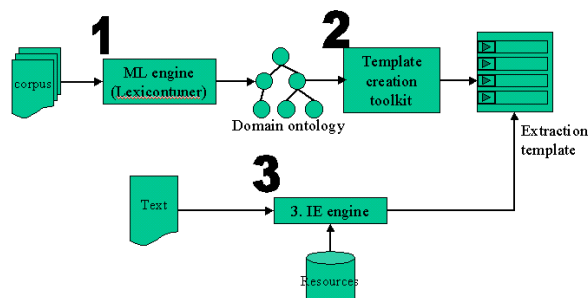 1
2
corpus
ML engine
(Lexicontuner)
Domain ontology
Template
creation
toolkit
Extraction
template
3
Text
3. IE engine
Resources